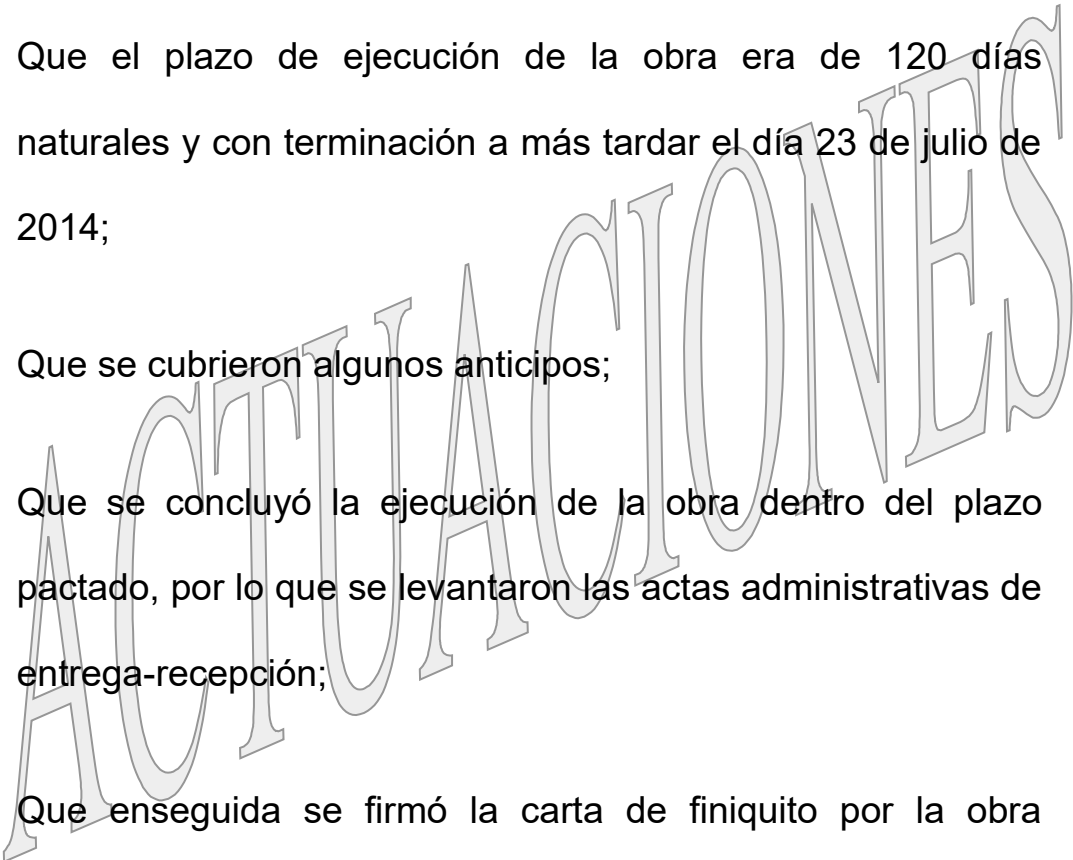 Que el plazo de ejecución de la obra era de 120 días
naturales y con terminación a más tardar el día 23 de julio de
2014;
Que se cubrieron algunos anticipos;
Que se concluyó la ejecución de la obra dentro del plazo
pactado, por lo que se levantaron las actas administrativas de
entrega-recepción;
Que enseguida se firmó la carta de finiquito por la obra
ACTUACIONES